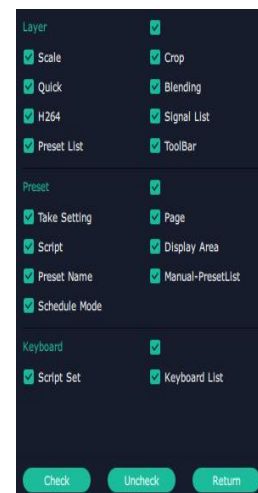 Layer
Scale Crop
Quick Blending
H264 Signal List
Preset List ToolBar
Preset
Take Setting Page
Script Display Area
Preset Name Manual-PresetList
Schedule Mode
Keyboard
Script Set Keyboard List
Check Uncheck Return